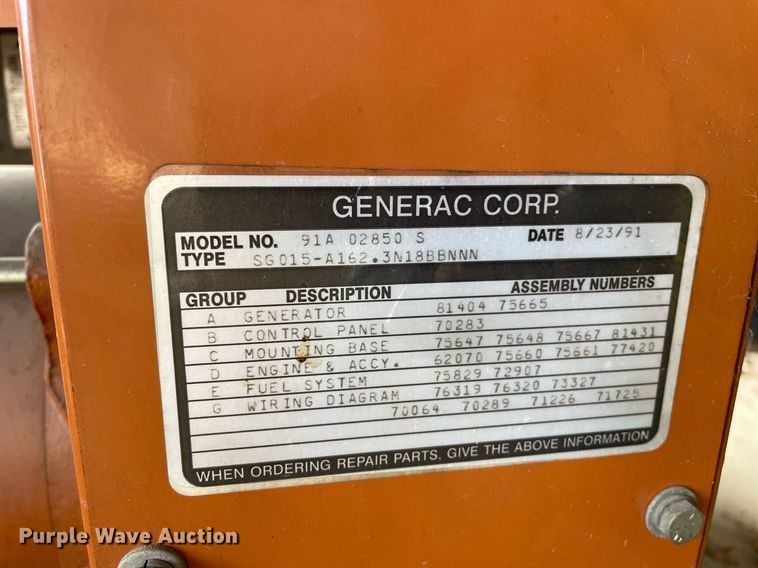 GENERAC CORP.
MODEL NO. 91A 02850 S DATE 8/23/91
TYPE SG015-A162.3N18BBNNN
GROUP DESCRIPTION ASSEMBLY NUMBERS
A GENERATOR 81404 75665
B CONTROL PANEL 70283
C MOUNTING BASE 75647 75648 75667 81431
D ENGINE & ACCY. 62070 75660 75661 77420
E FUEL SYSTEM 75829 72907
G WIRING DIAGRAM 76319 76320 73327
70064 70289 71226 71725
WHEN ORDERING REPAIR PARTS, GIVE THE ABOVE INFORMATION
Purple Wave Auction